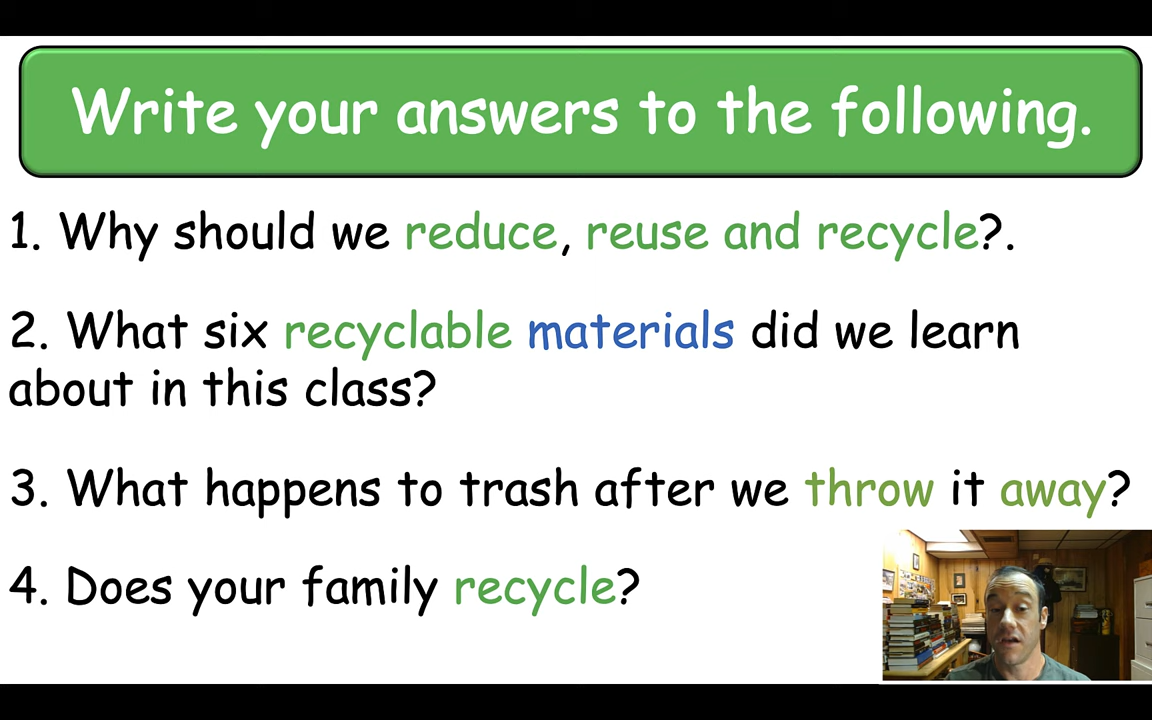 Write your answers to the following.
1. Why should we reduce, reuse and recycle?.
2. What six recyclable materials did we learn
about in this class?
3. What happens to trash after we throw it away?
4. Does your family recycle?